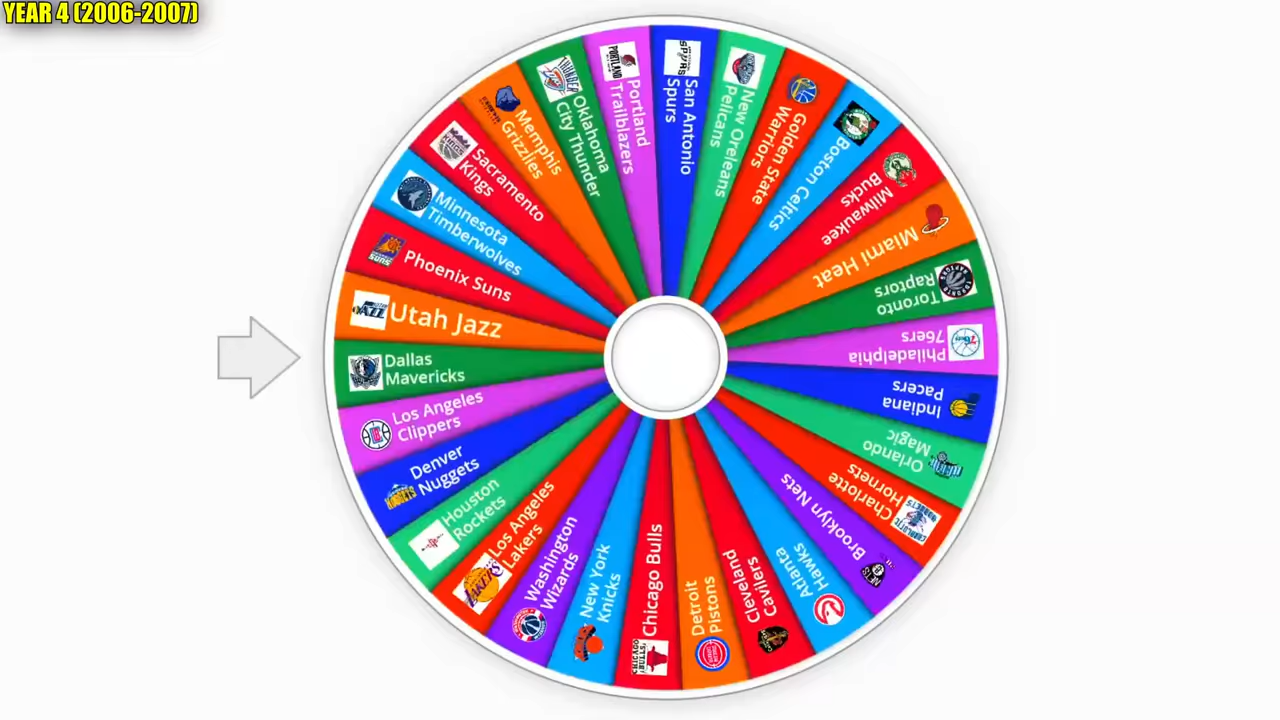 YEAR 4 (2006-2007)
San Antonio
Spurs
New Oreleans
Pelicans
Golden State
Warriors
Boston Celtics
Milwaukee
Bucks
Miami Heat
Toronto
Raptors
Philadelphia
76ers
Indiana
Pacers
Orlando
Magic
Charlotte
Hornets
Brooklyn Nets
Atlanta
Hawks
Cleveland
Cavliers
Detroit
Pistons
Chicago Bulls
New York
Knicks
Washington
Wizards
Los Angeles
Lakers
Houston
Rockets
Denver
Nuggets
Los Angeles
Clippers
Dallas
Mavericks
Utah Jazz
Phoenix Suns
Minnesota
Timberwolves
Sacramento
Kings
Memphis
Grizzlies
Oklahoma
City Thunder
Portland
Trailblazers